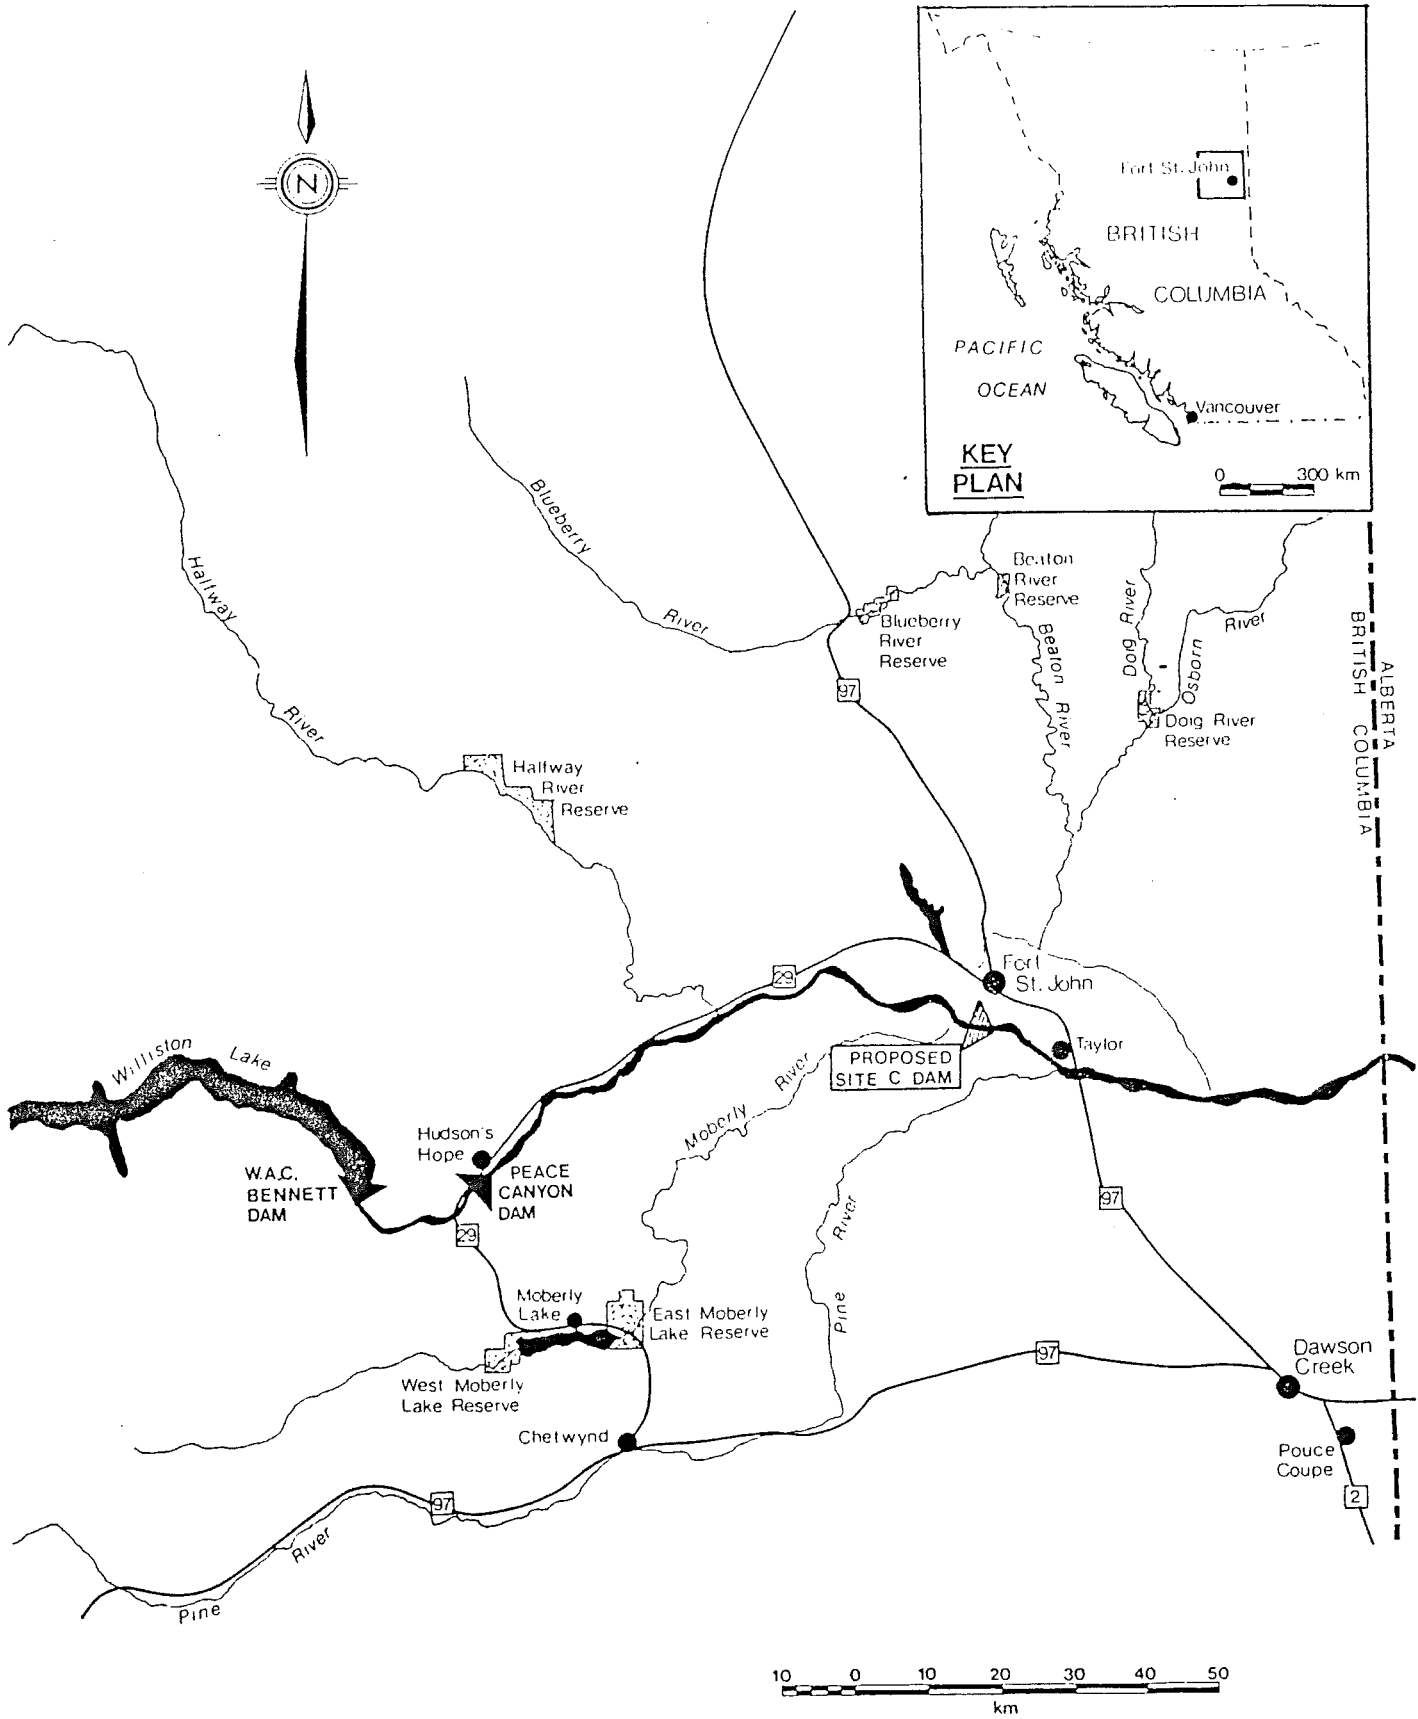 N
Fort St. John
BRITISH
COLUMBIA
PACIFIC
OCEAN
Vancouver
KEY
PLAN
0 300 km
Blueberry
River
Halfway
River
Beaton
River
Reserve
Blueberry
River
Reserve
Beaton River
Doig River
Osborn
River
Doig River
Reserve
ALBERTA
BRITISH COLUMBIA
97
Halfway
River
Reserve
29
Fort
St. John
Taylor
PROPOSED
SITE C DAM
Moberly River
Williston Lake
Hudson's
Hope
W.A.C.
BENNETT
DAM
PEACE
CANYON
DAM
29
97
Pine River
Moberly
Lake
East Moberly
Lake Reserve
West Moberly
Lake Reserve
97
Dawson
Creek
Chetwynd
Pouce
Coupe
2
97
Pine River
10 0 10 20 30 40 50
km